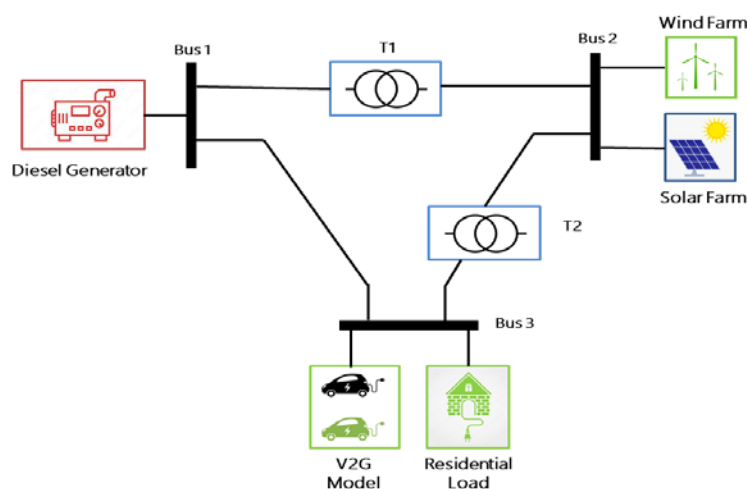 Wind Farm
Bus 1
T1
Bus 2
Diesel Generator
Solar Farm
T2
Bus 3
V2G
Model
Residential
Load